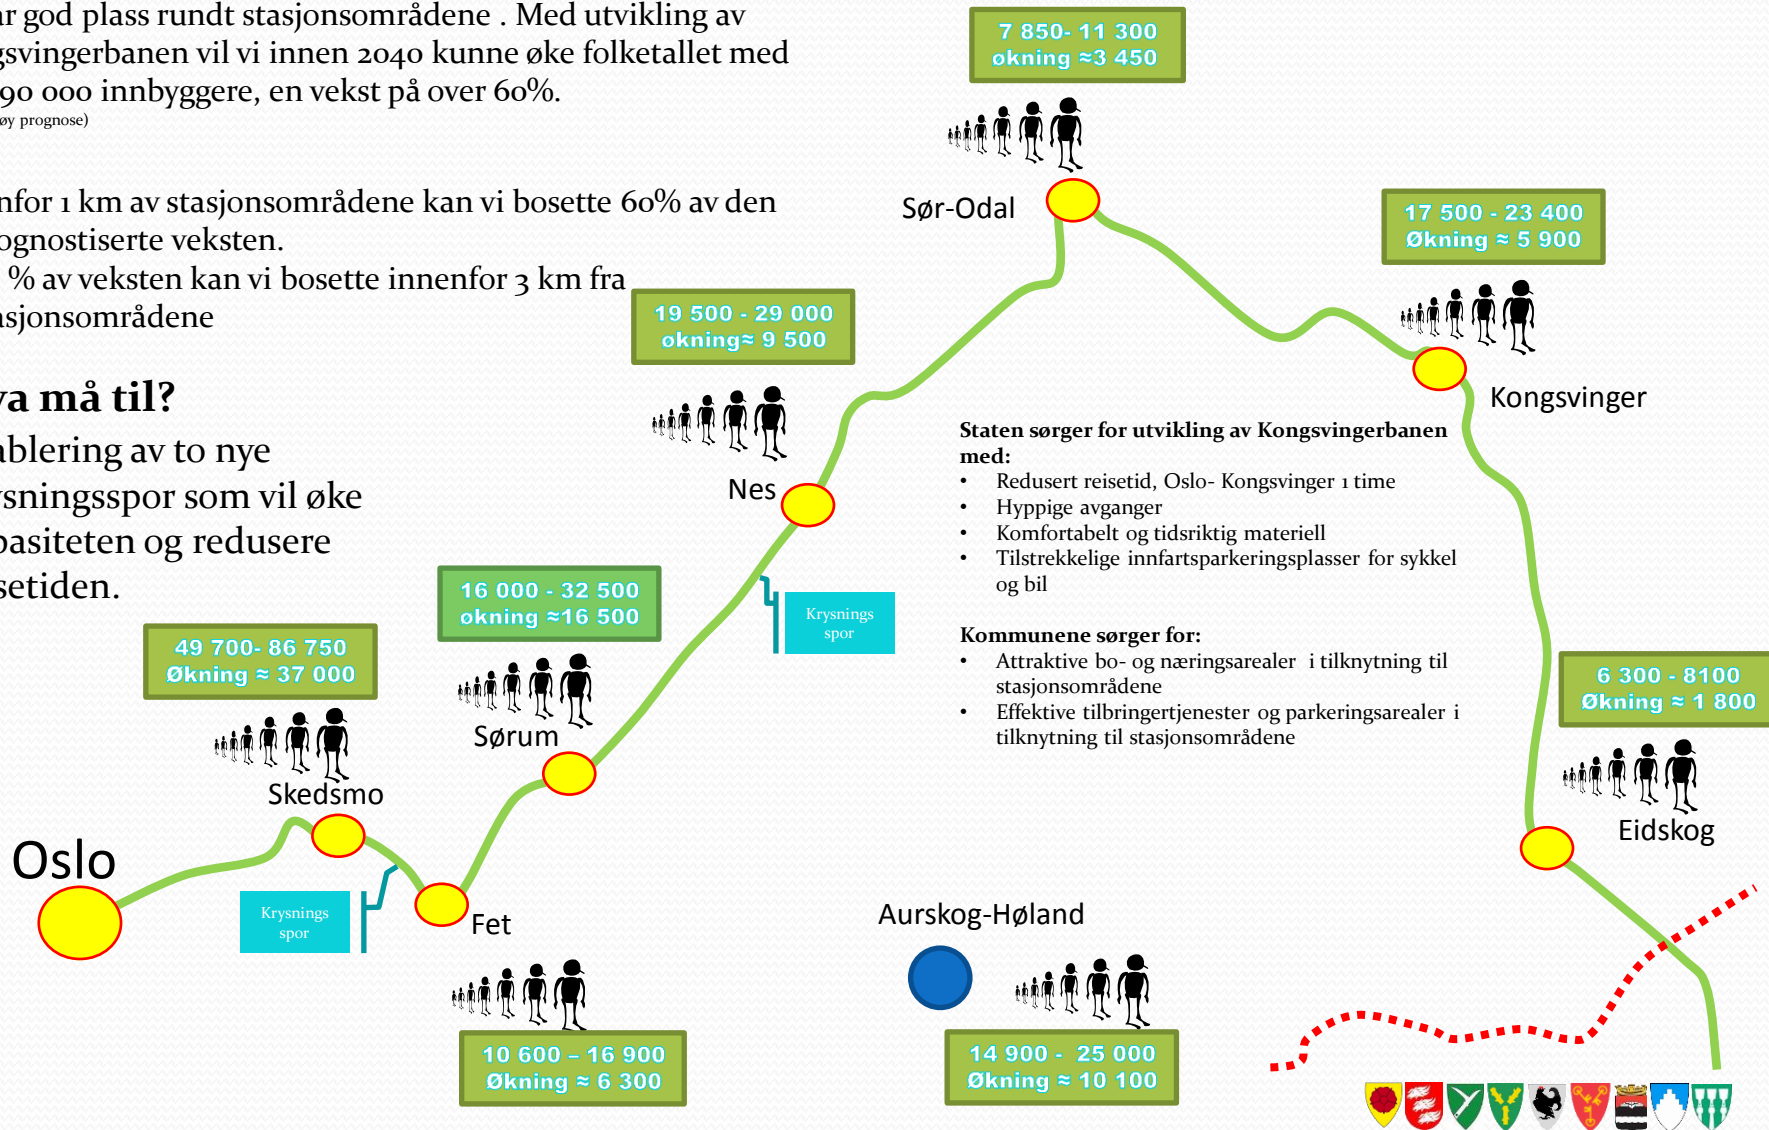 ar god plass rundt stasjonsområdene . Med utvikling av
gsvingerbanen vil vi innen 2040 kunne øke folketallet med
90 000 innbyggere, en vekst på over 60%.
øy prognose)
nfor 1 km av stasjonsområdene kan vi bosette 60% av den
ognostiserte veksten.
% av veksten kan vi bosette innenfor 3 km fra
asjonsområdene
va må til?
ablering av to nye
ysningsspor som vil øke
pasiteten og redusere
setiden.
7 850- 11 300
økning ≈3 450
Sør-Odal
17 500 - 23 400
Økning ≈ 5 900
Kongsvinger
19 500 - 29 000
økning≈ 9 500
Nes
Staten sørger for utvikling av Kongsvingerbanen
med:
• Redusert reisetid, Oslo- Kongsvinger 1 time
• Hyppige avganger
• Komfortabelt og tidsriktig materiell
• Tilstrekkelige innfartsparkeringsplasser for sykkel
og bil
Kommunene sørger for:
• Attraktive bo- og næringsarealer i tilknytning til
stasjonsområdene
• Effektive tilbringertjenester og parkeringsarealer i
tilknytning til stasjonsområdene
Krysnings
spor
16 000 - 32 500
økning ≈16 500
Sørum
49 700- 86 750
Økning ≈ 37 000
Skedsmo
6 300 - 8100
Økning ≈ 1 800
Eidskog
Oslo
Krysnings
spor
Fet
10 600 – 16 900
Økning ≈ 6 300
Aurskog-Høland
14 900 - 25 000
Økning ≈ 10 100